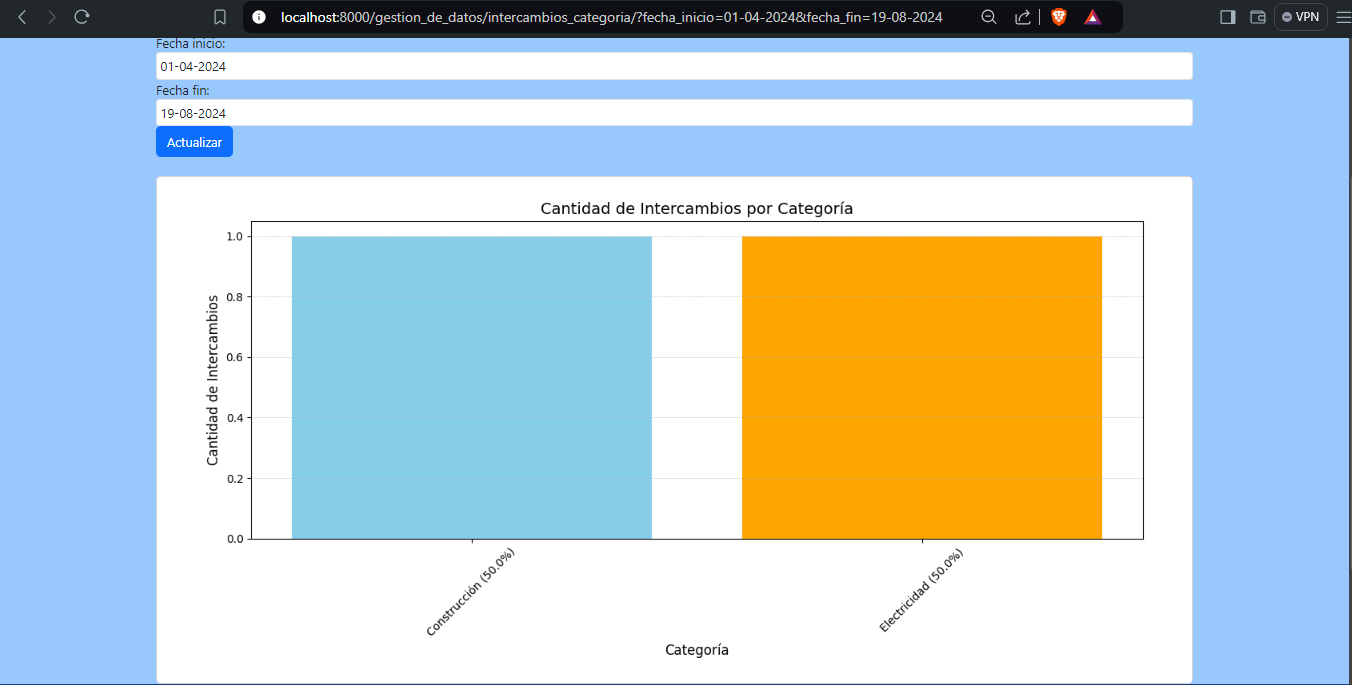 localhost:8000/gestion_de_datos/intercambios_categoria/?fecha_inicio=01-04-2024&fecha_fin=19-08-2024
VPN
Fecha inicio:
01-04-2024
Fecha fin:
19-08-2024
Actualizar
Cantidad de Intercambios por Categoría
Cantidad de Intercambios
1.0
0.8
0.6
0.4
0.2
0.0
Construcción (50.0%)
Electricidad (50.0%)
Categoría